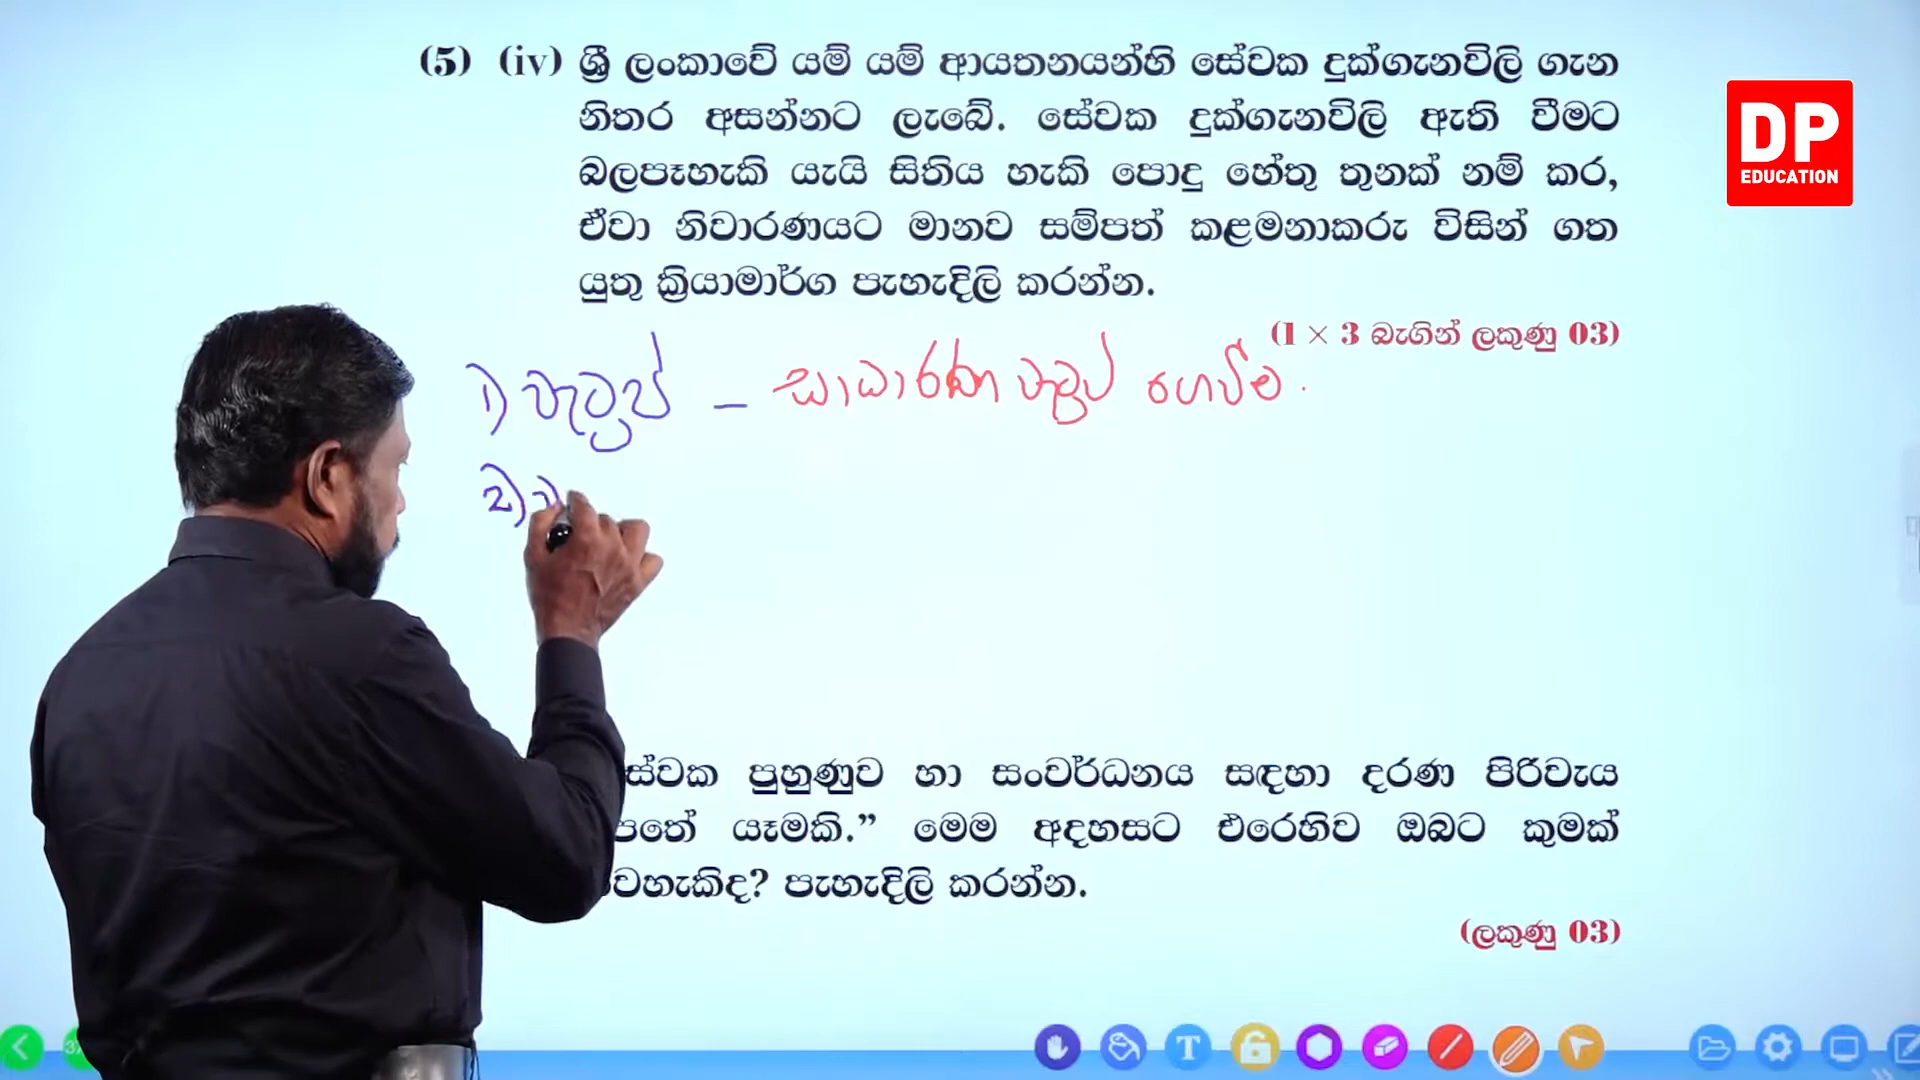 (5) (iv) ශ්‍රී ලංකාවේ යම් යම් ආයතනයන්හි සේවක දුක්ගැනවිලි ගැන
නිතර අසන්නට ලැබේ. සේවක දුක්ගැනවිලි ඇති වීමට
බලපෑහැකි යැයි සිතිය හැකි පොදු හේතු තුනක් නම් කර,
ඒවා නිවාරණයට මානව සම්පත් කළමනාකරු විසින් ගත
යුතු ක්‍රියාමාර්ග පැහැදිලි කරන්න.
(1 × 3 බැගින් ලකුණු 03)
1) වැටුප් – සාධාරණ වැටුප් ගෙවීම.
2)
ස්වක පුහුණුව හා සංවර්ධනය සඳහා දරණ පිරිවැය
පතේ යෑමකි.” මෙම අදහසට එරෙහිව ඔබට කුමක්
වහැකිද? පැහැදිලි කරන්න.
(ලකුණු 03)
DP
EDUCATION
37